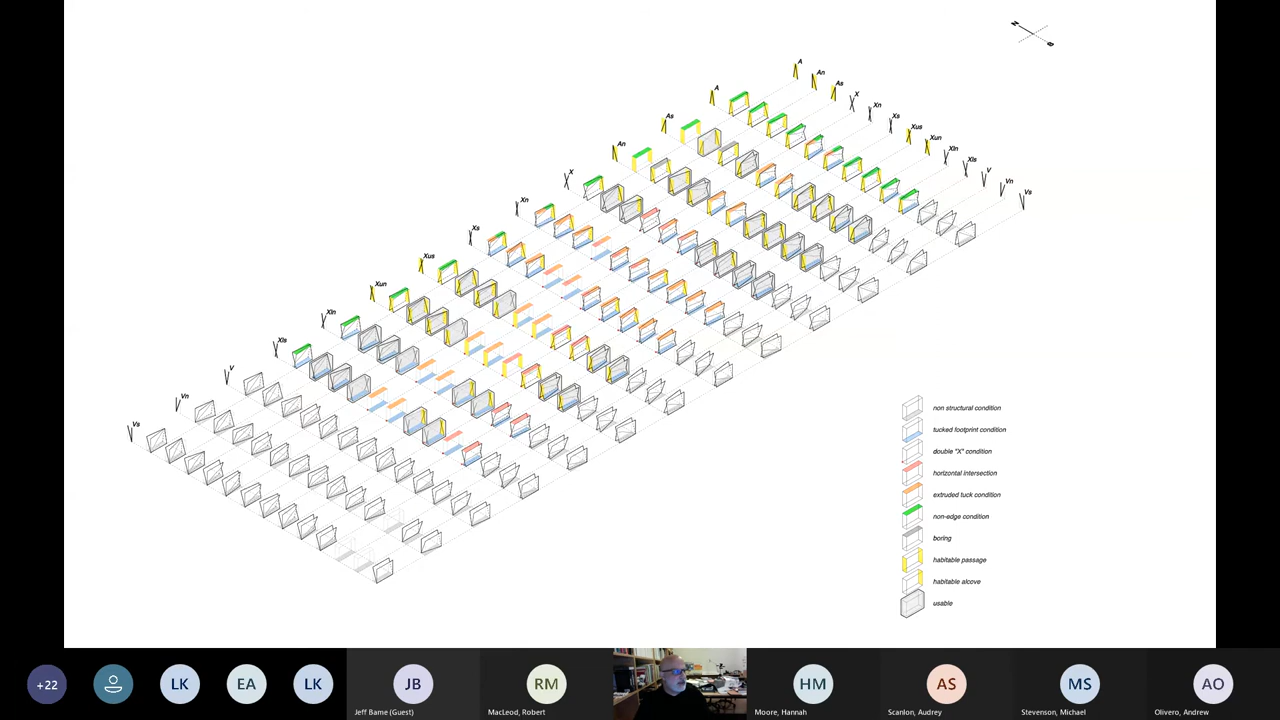 N
A
An
As
X
Xn
Xs
Xus
Xun
Xln
Xls
V
Vn
Vs
A
As
An
X
Xn
Xs
Xus
Xun
Xln
Xls
V
Vn
Vs
non structural condition
tucked footprint condition
double "X" condition
horizontal intersection
extruded tuck condition
non-edge condition
boring
habitable passage
habitable alcove
usable
+22
LK
EA
LK
JB
Jeff Bame (Guest)
RM
MacLeod, Robert
HM
Moore, Hannah
AS
Scanlon, Audrey
MS
Stevenson, Michael
AO
Olivero, Andrew